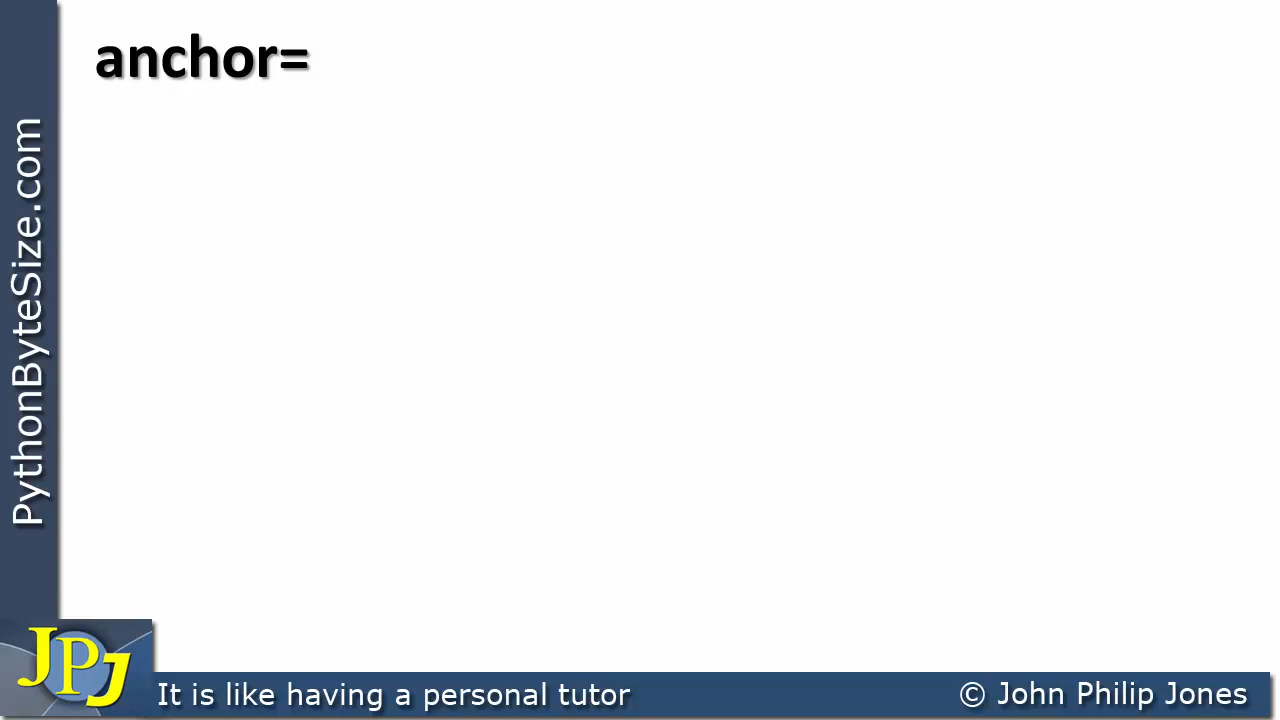 anchor=
PythonByteSize.com
JPJ
It is like having a personal tutor
© John Philip Jones